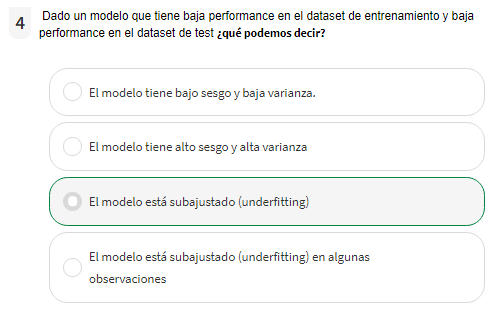 4
Dado un modelo que tiene baja performance en el dataset de entrenamiento y baja
performance en el dataset de test ¿qué podemos decir?
El modelo tiene bajo sesgo y baja varianza.
El modelo tiene alto sesgo y alta varianza
El modelo está subajustado (underfitting)
El modelo está subajustado (underfitting) en algunas
observaciones